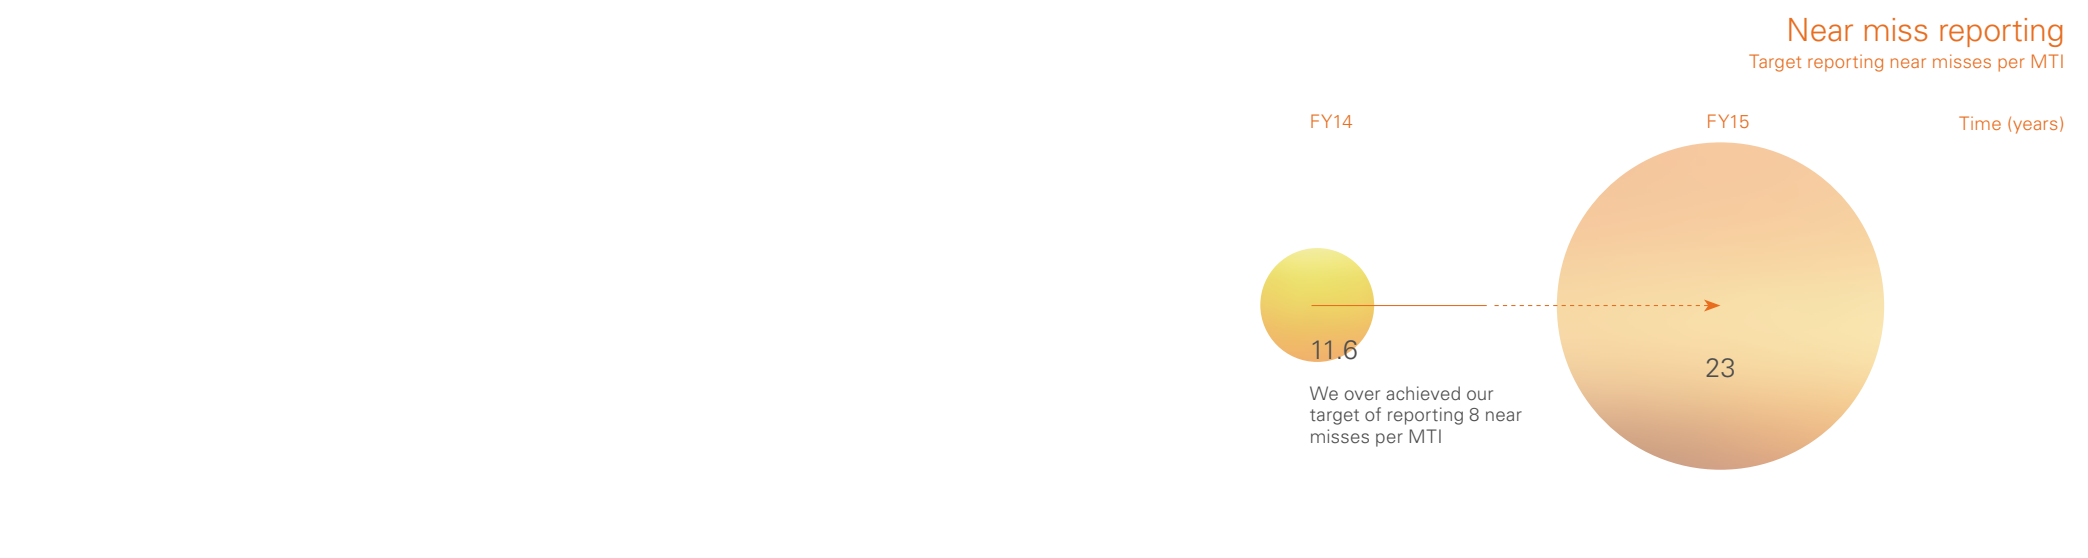 Near miss reporting
Target reporting near misses per MTI
FY14
FY15
Time (years)
11.6
23
We over achieved our
target of reporting 8 near
misses per MTI